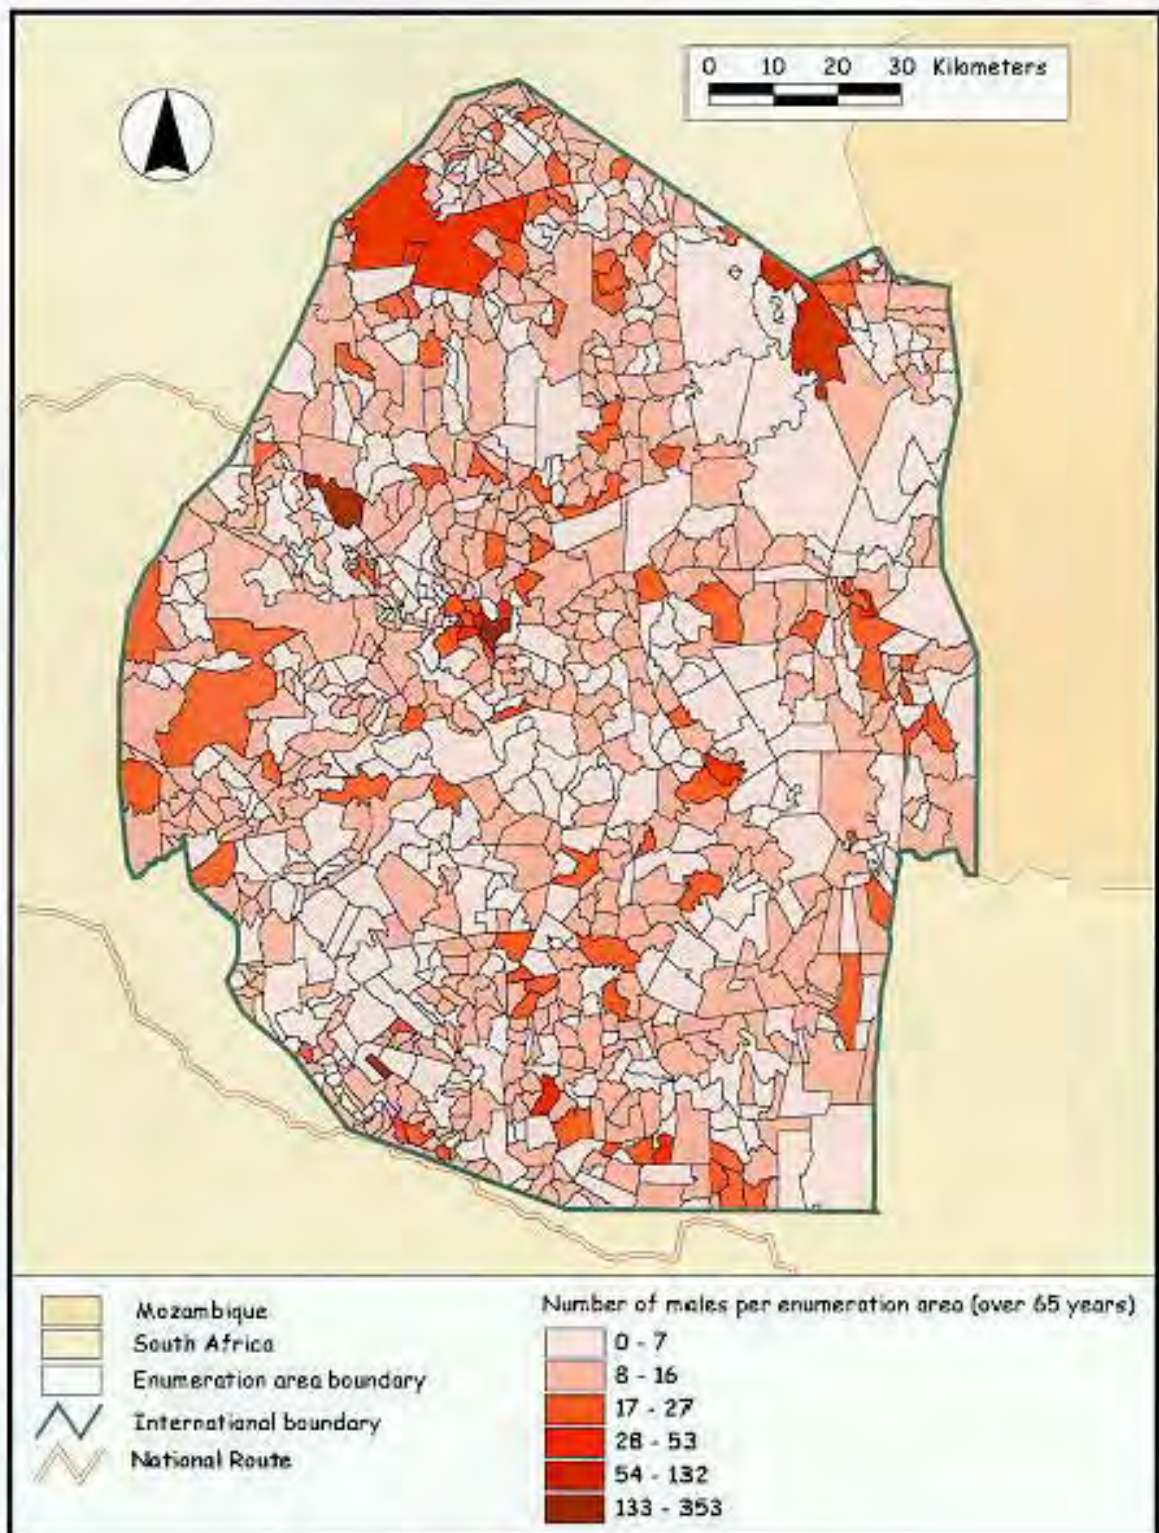 0 10 20 30 Kilometers
Mozambique
South Africa
Enumeration area boundary
International boundary
National Route
Number of males per enumeration area (over 65 years)
0 - 7
8 - 16
17 - 27
28 - 53
54 - 132
133 - 353